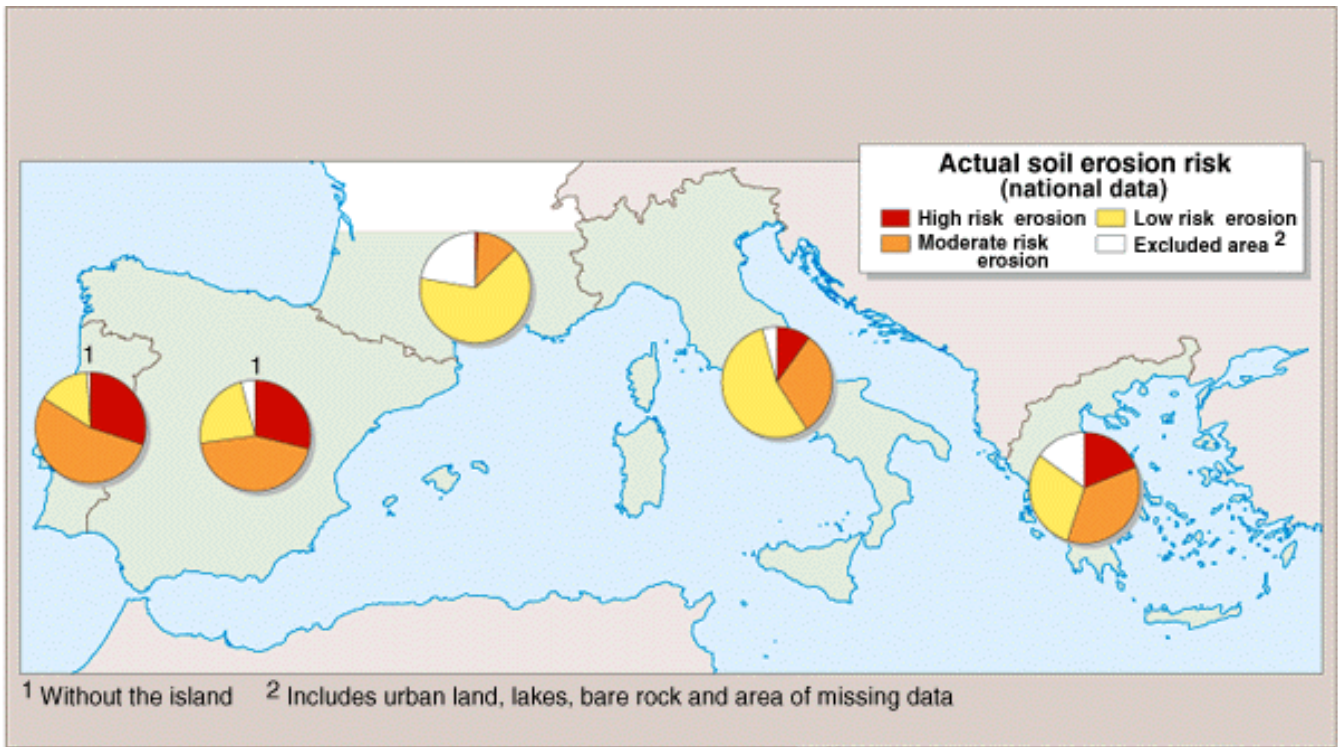 Actual soil erosion risk
(national data)
High risk erosion
Low risk erosion
Moderate risk
erosion
Excluded area 2
1
1
1 Without the island
2 Includes urban land, lakes, bare rock and area of missing data